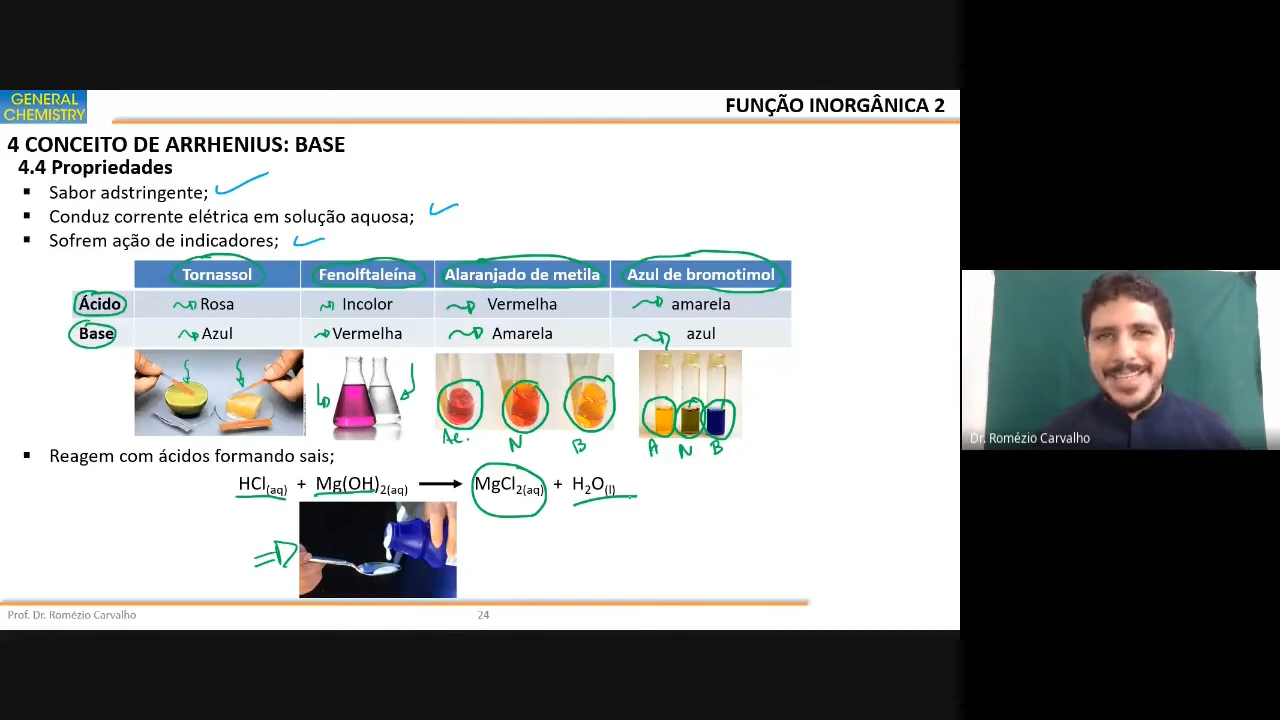 GENERAL
CHEMISTRY
FUNÇÃO INORGÂNICA 2
4 CONCEITO DE ARRHENIUS: BASE
4.4 Propriedades
▪ Sabor adstringente;
▪ Conduz corrente elétrica em solução aquosa;
▪ Sofrem ação de indicadores;
Tornassol Fenolftaleína Alaranjado de metila Azul de bromotimol
Ácido Rosa Incolor Vermelha amarela
Base Azul Vermelha Amarela azul
Ac. N B A N B
▪ Reagem com ácidos formando sais;
HCl(aq) + Mg(OH)2(aq) → MgCl2(aq) + H2O(l)
Prof. Dr. Romézio Carvalho 24
Dr. Romézio Carvalho